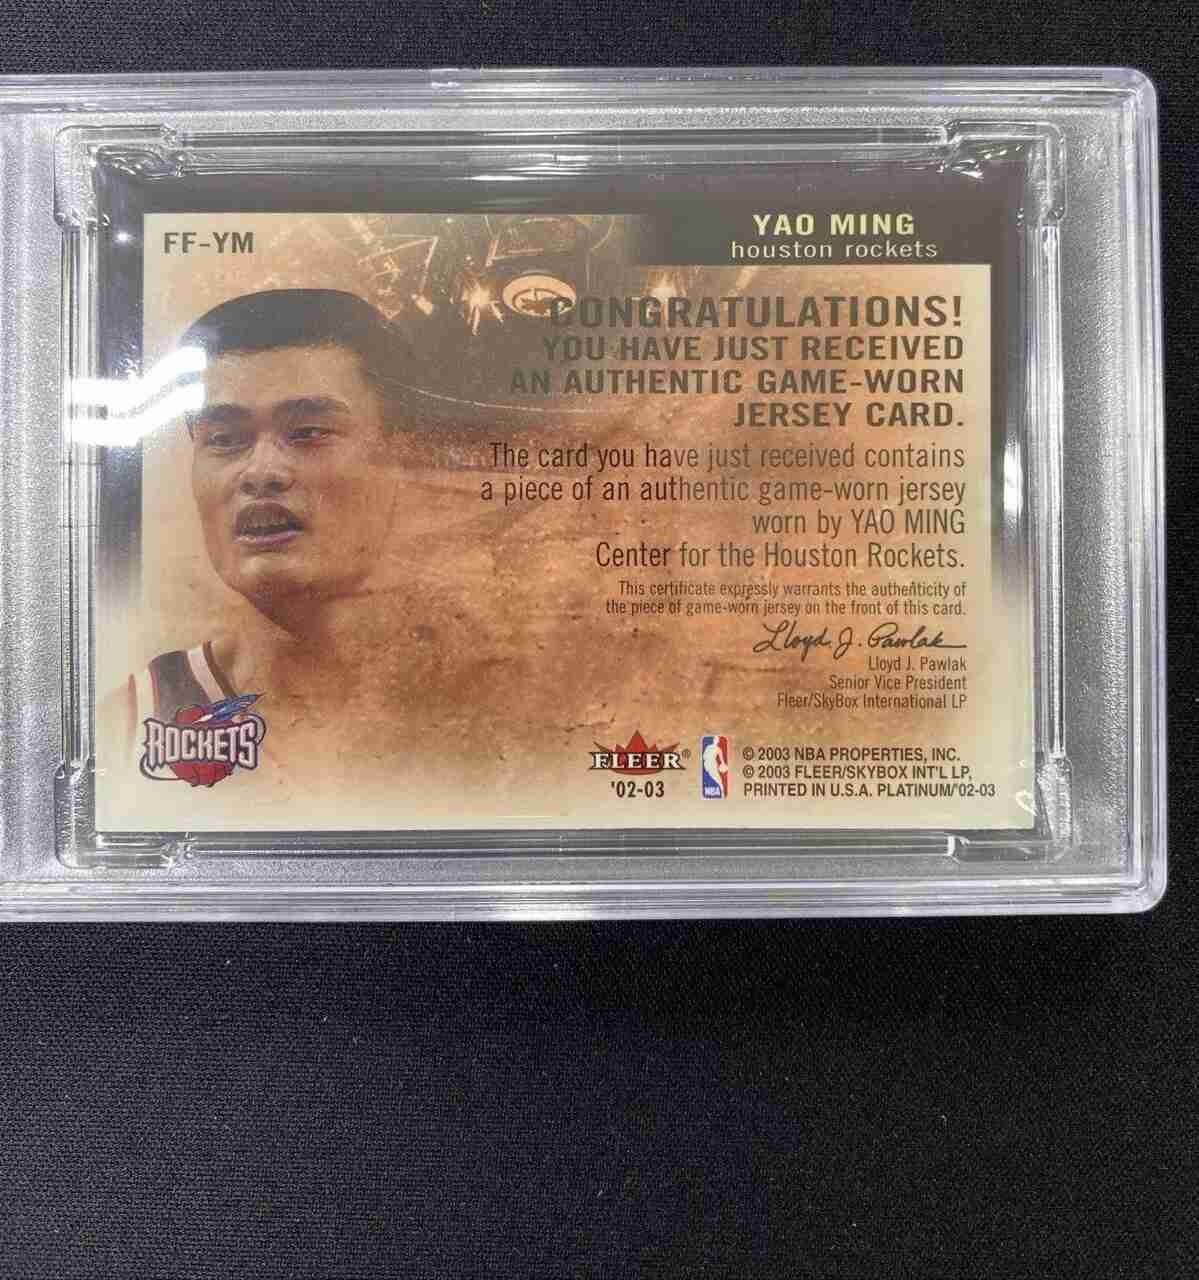 FF-YM
YAO MING
houston rockets
CONGRATULATIONS!
YOU HAVE JUST RECEIVED
AN AUTHENTIC GAME-WORN
JERSEY CARD.
The card you have just received contains
a piece of an authentic game-worn jersey
worn by YAO MING
Center for the Houston Rockets.
This certificate expressly warrants the authenticity of
the piece of game-worn jersey on the front of this card.
Lloyd J. Pawlak
Lloyd J. Pawlak
Senior Vice President
Fleer/SkyBox International LP
ROCKETS
FLEER®
'02-03
NBA
© 2003 NBA PROPERTIES, INC.
© 2003 FLEER/SKYBOX INT'L LP,
PRINTED IN U.S.A. PLATINUM/'02-03